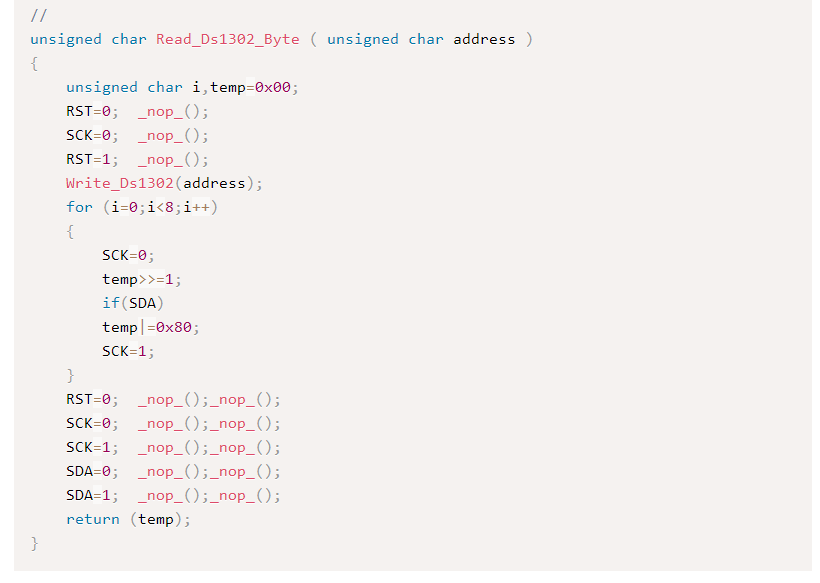 //
unsigned char Read_Ds1302_Byte ( unsigned char address )
{
    unsigned char i,temp=0x00;
    RST=0;  _nop_();
    SCK=0;  _nop_();
    RST=1;  _nop_();
    Write_Ds1302(address);
    for (i=0;i<8;i++)
    {
        SCK=0;
        temp>>=1;
        if(SDA)
        temp|=0x80;
        SCK=1;
    }
    RST=0;  _nop_();_nop_();
    SCK=0;  _nop_();_nop_();
    SCK=1;  _nop_();_nop_();
    SDA=0;  _nop_();_nop_();
    SDA=1;  _nop_();_nop_();
    return (temp);
}